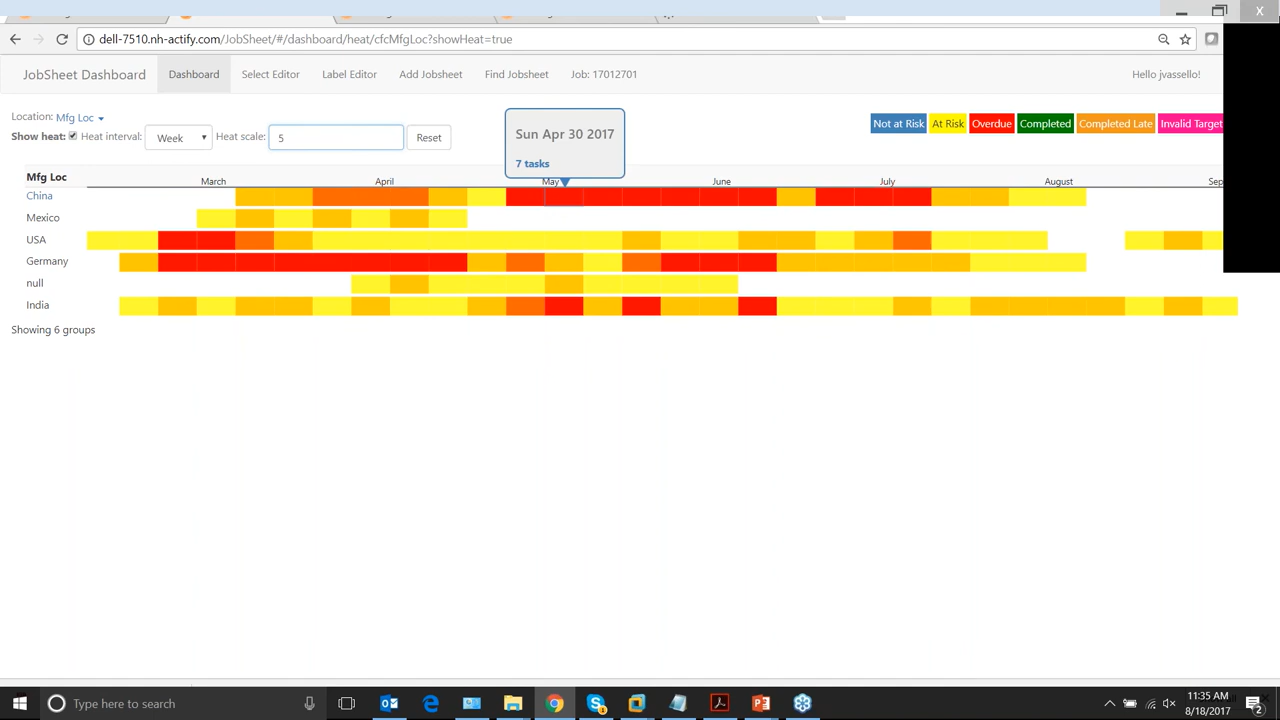 dell-7510.nh-actify.com/JobSheet/#/dashboard/heat/cfcMfgLoc?showHeat=true
JobSheet Dashboard Dashboard Select Editor Label Editor Add Jobsheet Find Jobsheet Job: 17012701 Hello jvassello!
Location: Mfg Loc
Show heat: Heat interval: Week Heat scale: 5 Reset
Not at Risk At Risk Overdue Completed Completed Late Invalid Target
Sun Apr 30 2017
7 tasks
Mfg Loc March April May June July August Sep
China
Mexico
USA
Germany
null
India
Showing 6 groups
Type here to search
11:35 AM
8/18/2017
2